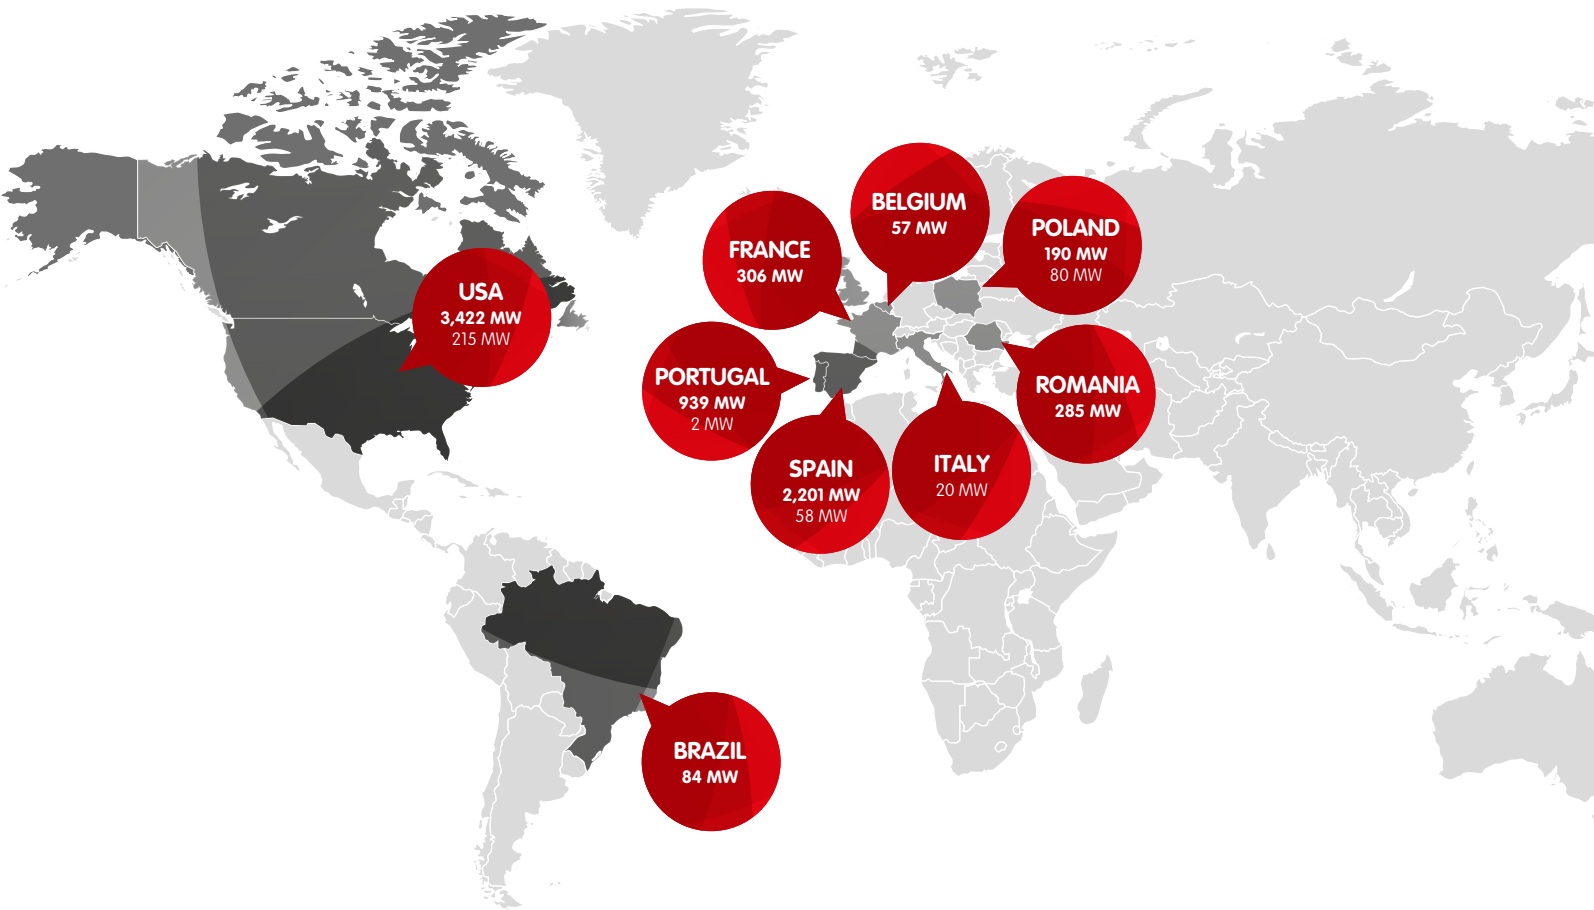 BELGIUM
57 MW
POLAND
190 MW
80 MW
FRANCE
306 MW
USA
3,422 MW
215 MW
PORTUGAL
939 MW
2 MW
ROMANIA
285 MW
SPAIN
2,201 MW
58 MW
ITALY
20 MW
BRAZIL
84 MW